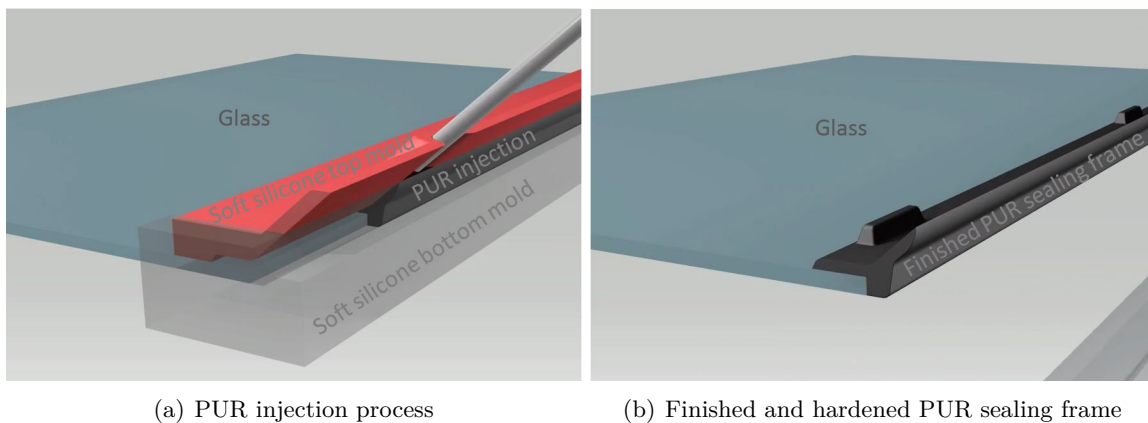 Glass
Soft silicone top mold
PUR injection
Soft silicone bottom mold
Glass
Finished PUR sealing frame
(a) PUR injection process
(b) Finished and hardened PUR sealing frame